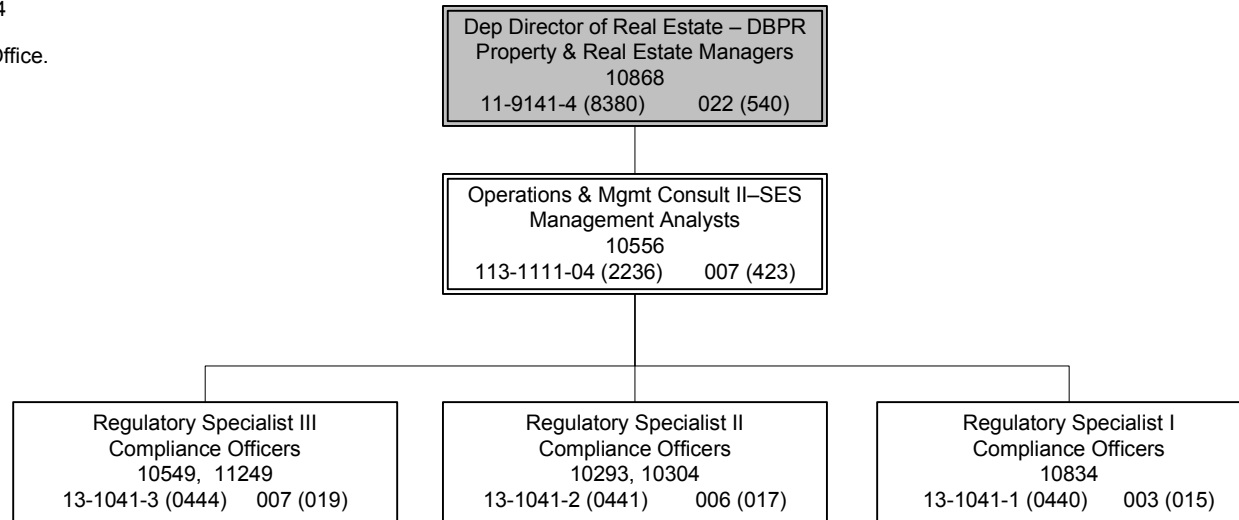 4
ffice.
Dep Director of Real Estate – DBPR
Property & Real Estate Managers
10868
11-9141-4 (8380) 022 (540)
Operations & Mgmt Consult II–SES
Management Analysts
10556
113-1111-04 (2236) 007 (423)
Regulatory Specialist III
Compliance Officers
10549, 11249
13-1041-3 (0444) 007 (019)
Regulatory Specialist II
Compliance Officers
10293, 10304
13-1041-2 (0441) 006 (017)
Regulatory Specialist I
Compliance Officers
10834
13-1041-1 (0440) 003 (015)